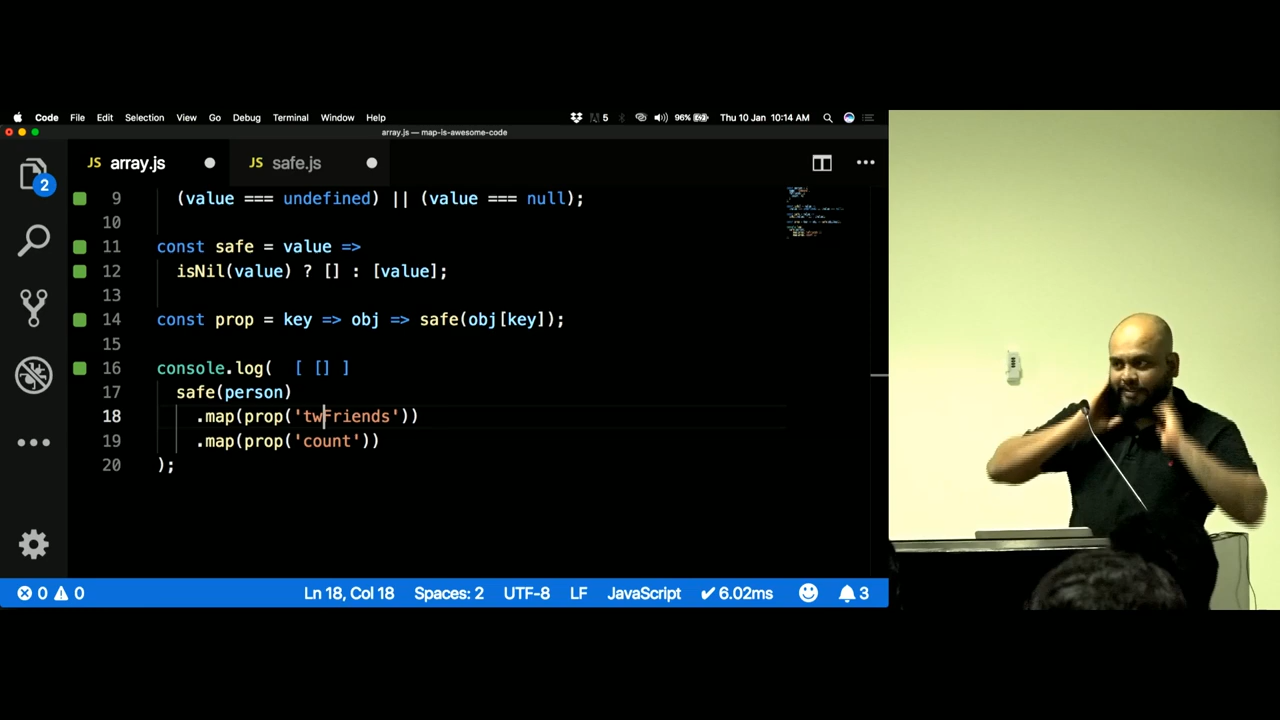 Code File Edit Selection View Go Debug Terminal Window Help 5 96% Thu 10 Jan 10:14 AM
array.js — map-is-awesome-code
JS array.js JS safe.js
2
9 (value === undefined) || (value === null);
10
11 const safe = value =>
12 isNil(value) ? [] : [value];
13
14 const prop = key => obj => safe(obj[key]);
15
16 console.log( [ [] ]
17 safe(person)
18 .map(prop('twFriends'))
19 .map(prop('count'))
20 );
0 0 Ln 18, Col 18 Spaces: 2 UTF-8 LF JavaScript ✔ 6.02ms 3